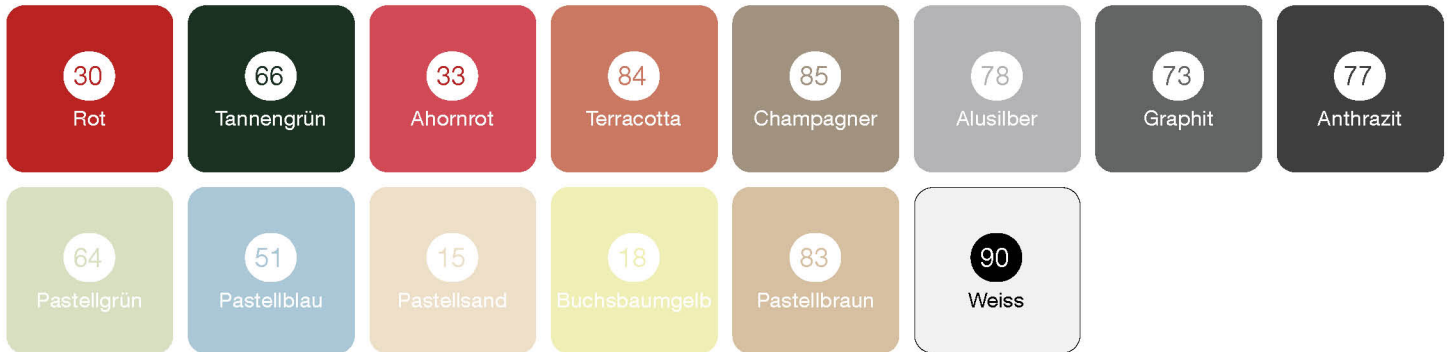 30
Rot
66
Tannengrün
33
Ahornrot
84
Terracotta
85
Champagner
78
Alusilber
73
Graphit
77
Anthrazit
64
Pastellgrün
51
Pastellblau
15
Pastellsand
18
Buchsbaumgelb
83
Pastellbraun
90
Weiss